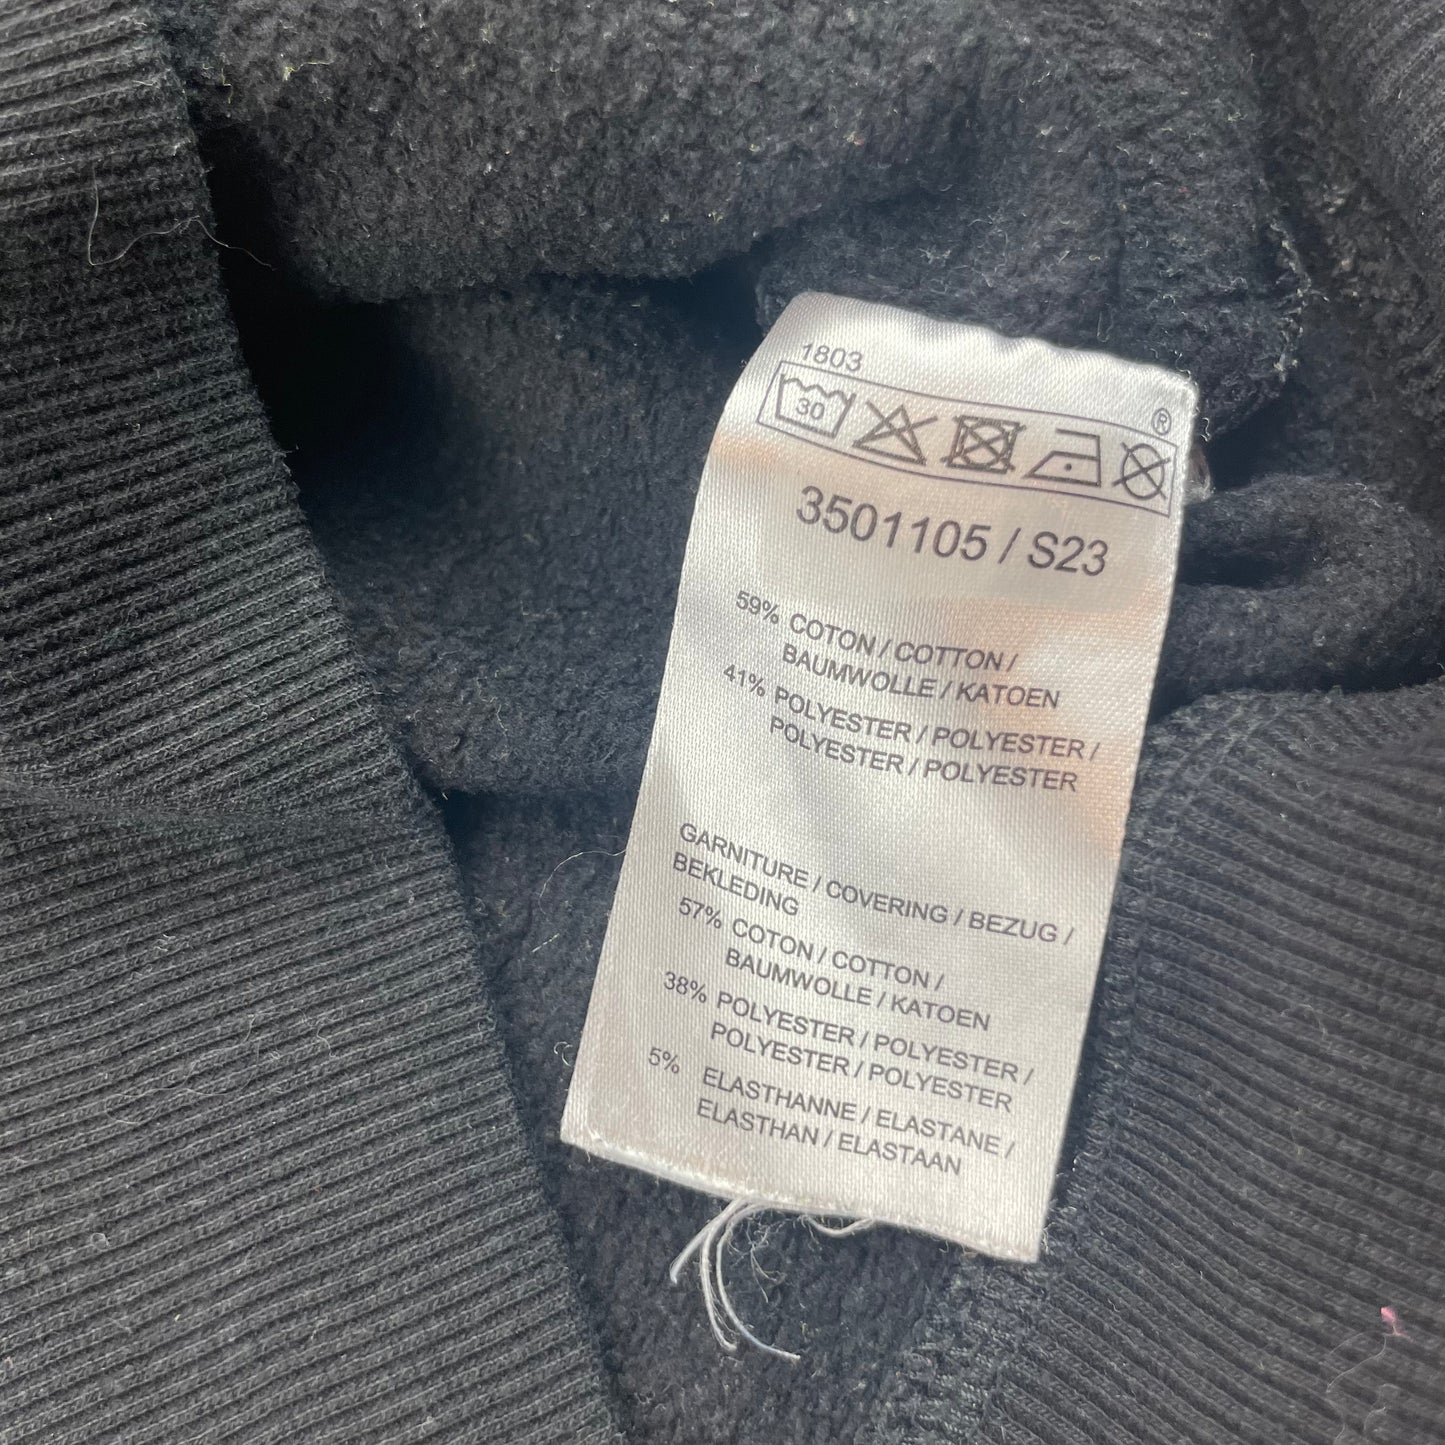 1803
30
®
3501105 / S23
59% COTON / COTTON /
BAUMWOLLE / KATOEN
41% POLYESTER / POLYESTER /
POLYESTER / POLYESTER
GARNITURE / COVERING / BEZUG /
BEKLEDING
57% COTON / COTTON /
BAUMWOLLE / KATOEN
38% POLYESTER / POLYESTER /
POLYESTER / POLYESTER
5% ELASTHANNE / ELASTANE /
ELASTHAN / ELASTAAN